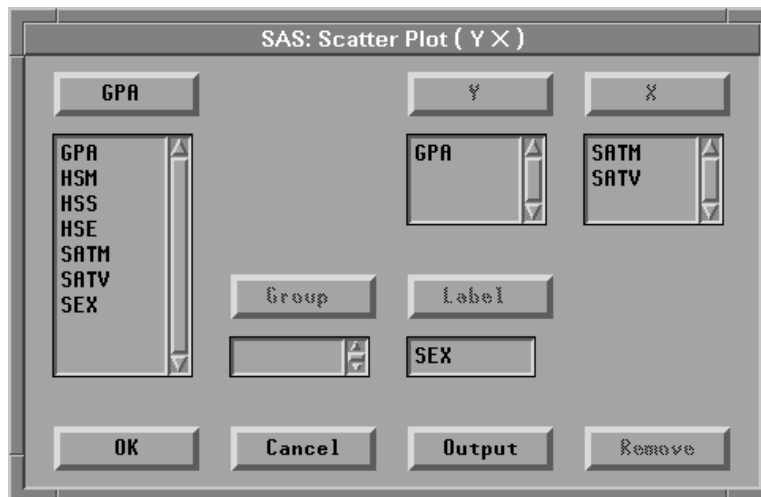 SAS: Scatter Plot ( Y X )
GPA
Y
X
GPA
HSM
HSS
HSE
SATM
SATV
SEX
GPA
SATM
SATV
Group
Label
SEX
OK
Cancel
Output
Remove